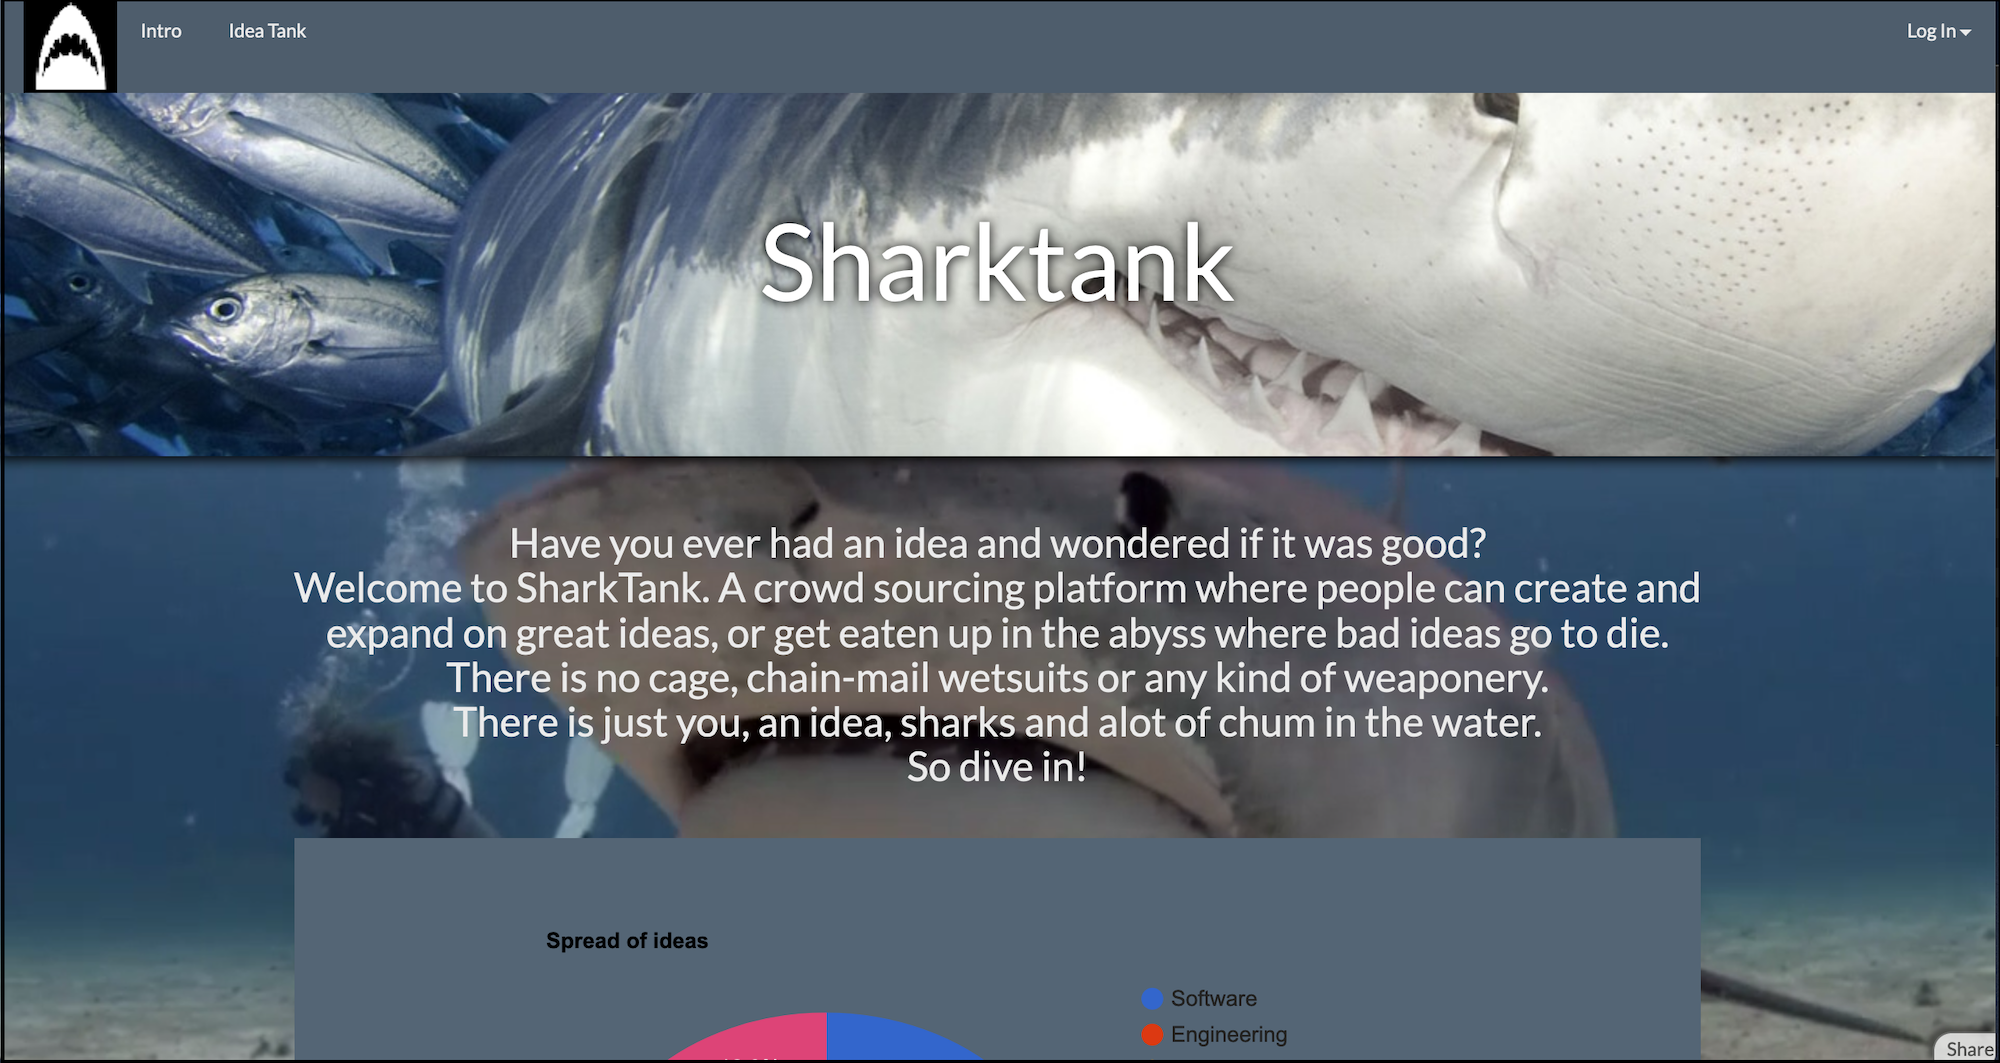 Intro
Idea Tank
Log In
Sharktank
Have you ever had an idea and wondered if it was good?
Welcome to SharkTank. A crowd sourcing platform where people can create and
expand on great ideas, or get eaten up in the abyss where bad ideas go to die.
There is no cage, chain-mail wetsuits or any kind of weaponery.
There is just you, an idea, sharks and alot of chum in the water.
So dive in!
Spread of ideas
Software
Engineering
Share